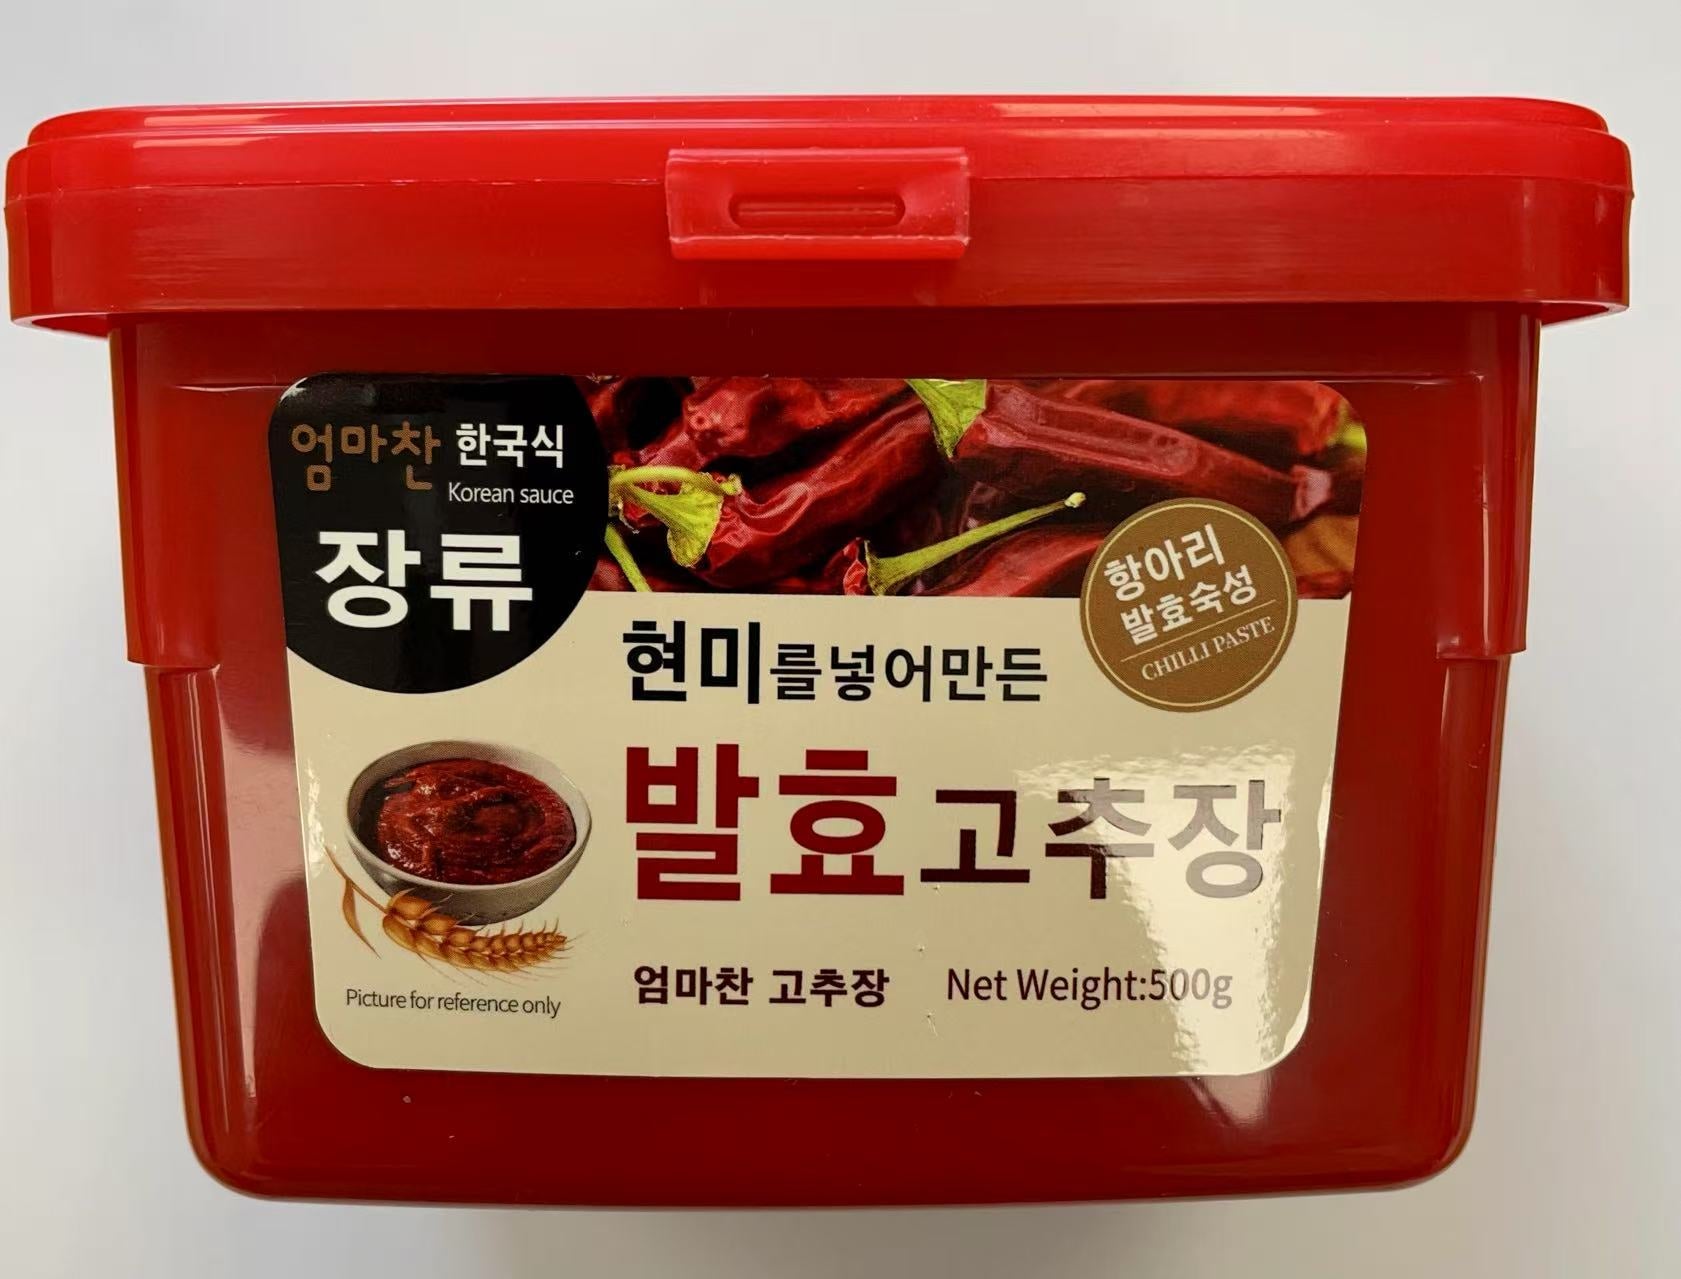 엄마찬 한국식
Korean sauce
장류
항아리
발효숙성
CHILLI PASTE
현미를넣어만든
발효고추장
엄마찬 고추장
Net Weight:500g
Picture for reference only